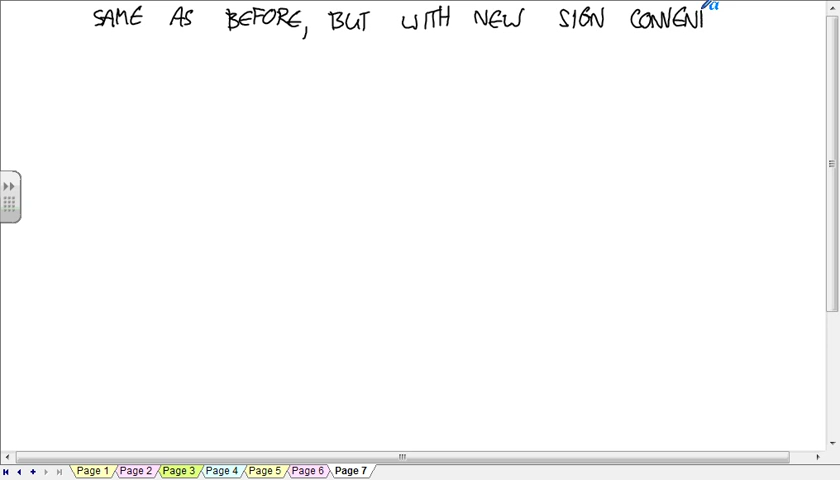 SAME AS BEFORE, BUT WITH NEW SIGN CONVENI
Page 1 Page 2 Page 3 Page 4 Page 5 Page 6 Page 7